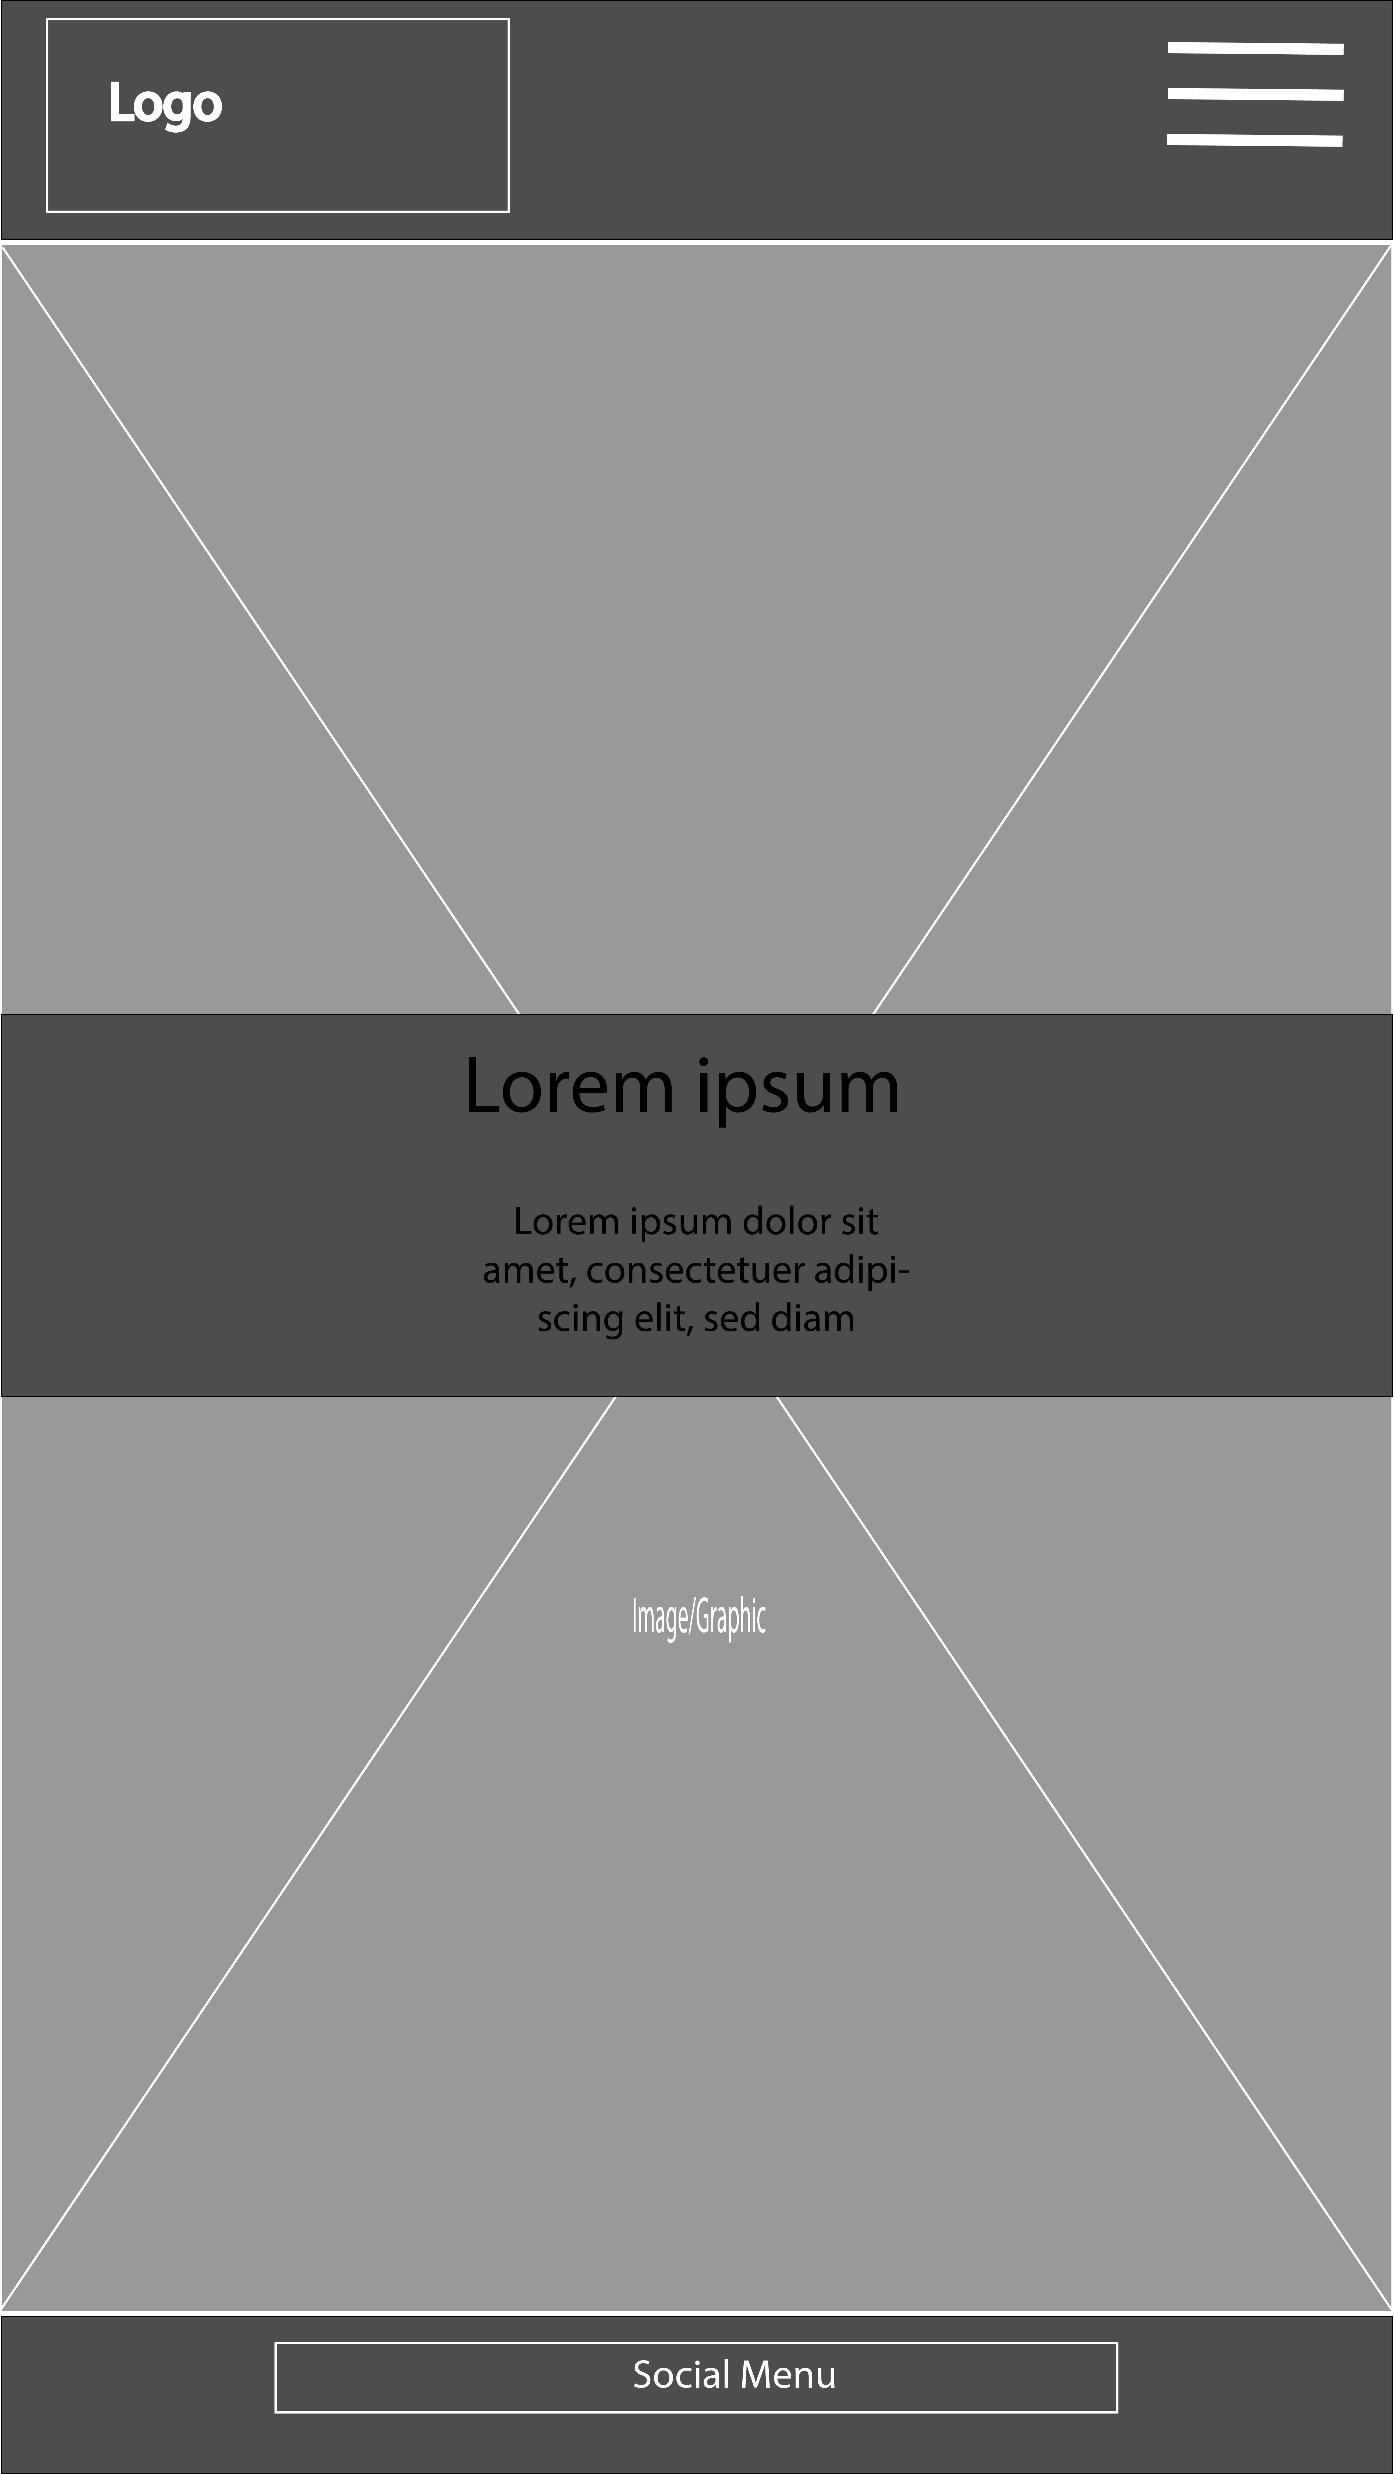 Logo
Lorem ipsum
Lorem ipsum dolor sit
amet, consectetuer adipi-
scing elit, sed diam
Image/Graphic
Social Menu